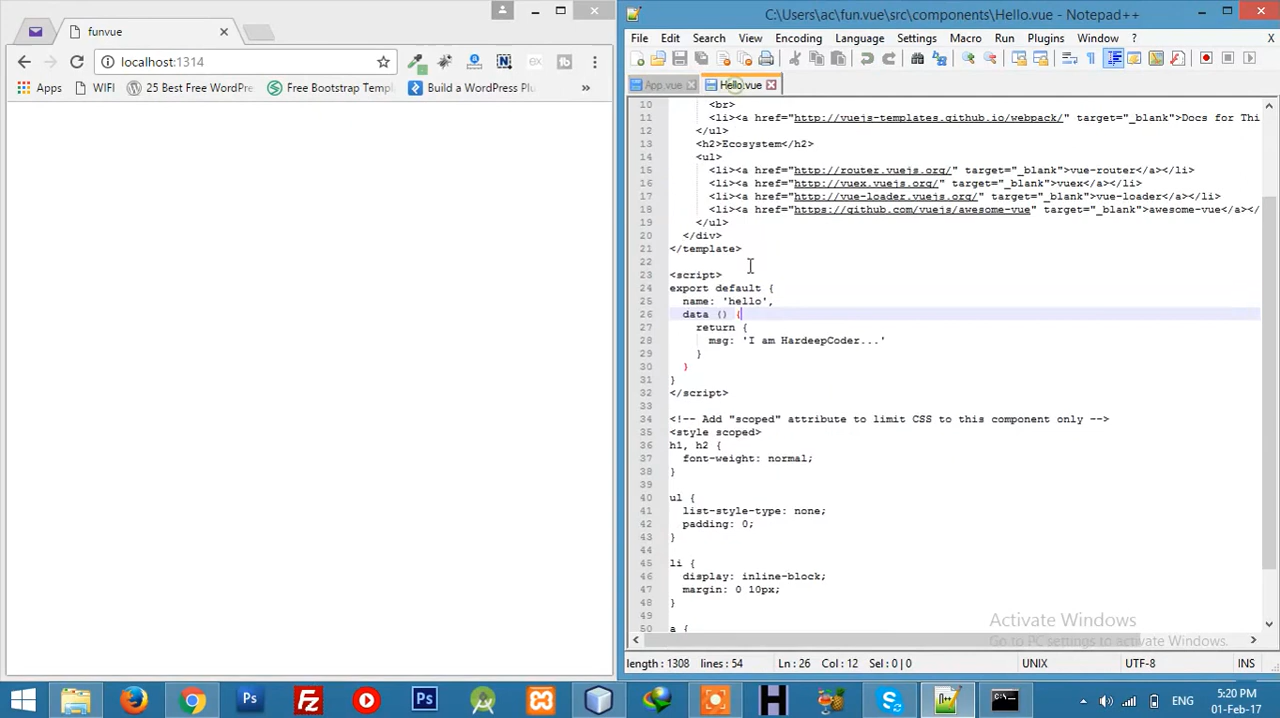 funvue
localhost:1314
Apps
WIFI
25 Best Free WordPre
Free Bootstrap Templ
Build a WordPress Th
»
C:\Users\ac\fun.vue\src\components\Hello.vue - Notepad++
File Edit Search View Encoding Language Settings Macro Run Plugins Window ? X
App.vue
Hello.vue
10 <br>
11 <li><a href="http://vuejs-templates.github.io/webpack/" target="_blank">Docs for Thi
12 </ul>
13 <h2>Ecosystem</h2>
14 <ul>
15 <li><a href="http://router.vuejs.org/" target="_blank">vue-router</a></li>
16 <li><a href="http://vuex.vuejs.org/" target="_blank">vuex</a></li>
17 <li><a href="http://vue-loader.vuejs.org/" target="_blank">vue-loader</a></li>
18 <li><a href="https://github.com/vuejs/awesome-vue" target="_blank">awesome-vue</a></
19 </ul>
20 </div>
21 </template>
22
23 <script>
24 export default {
25 name: 'hello',
26 data () {
27 return {
28 msg: 'I am HardeepCoder...'
29 }
30 }
31 }
32 </script>
33
34 <!-- Add "scoped" attribute to limit CSS to this component only -->
35 <style scoped>
36 h1, h2 {
37 font-weight: normal;
38 }
39
40 ul {
41 list-style-type: none;
42 padding: 0;
43 }
44
45 li {
46 display: inline-block;
47 margin: 0 10px;
48 }
49
50 a {
Activate Windows
Go to PC settings to activate Windows.
length : 1308 lines : 54 Ln : 26 Col : 12 Sel : 0 | 0 UNIX UTF-8 INS
Ps
Fz
Ps
H
ENG
5:20 PM
01-Feb-17